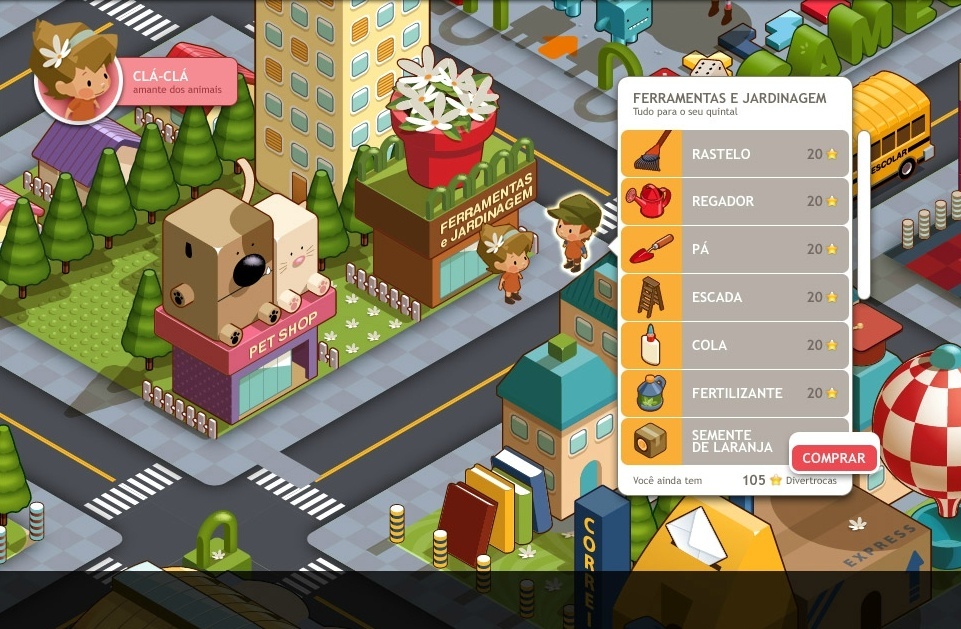 CLÁ-CLÁ
amante dos animais
FERRAMENTAS
e JARDINAGEM
PET SHOP
ESCOLAR
FERRAMENTAS E JARDINAGEM
Tudo para o seu quintal
RASTELO 20
REGADOR 20
PÁ 20
ESCADA 20
COLA 20
FERTILIZANTE 20
SEMENTE
DE LARANJA
COMPRAR
Você ainda tem 105 Divertrocas
CORREI
EXPRESS